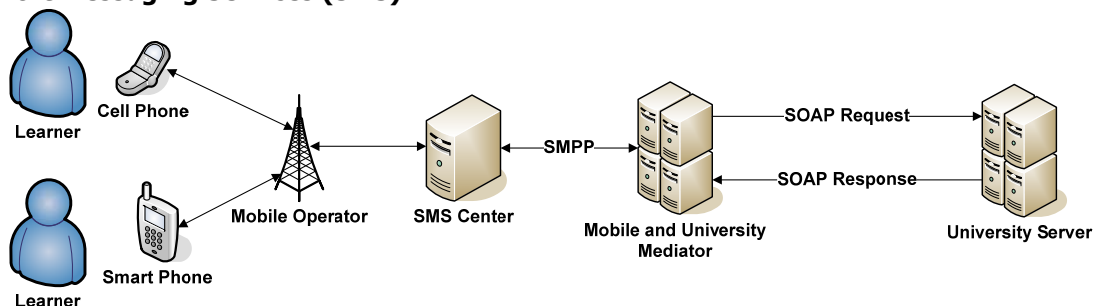 Learner
Cell Phone
Mobile Operator
SMS Center
SMPP
Mobile and University
Mediator
SOAP Request
SOAP Response
University Server
Smart Phone
Learner